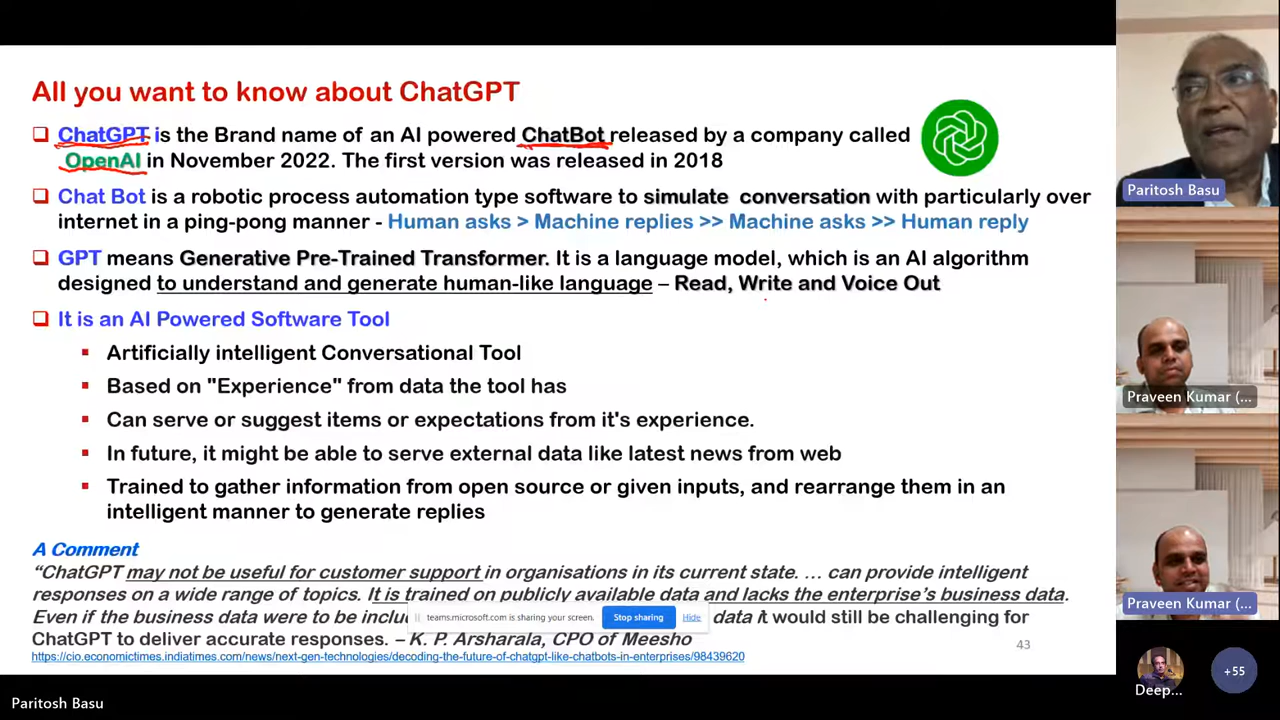 All you want to know about ChatGPT
ChatGPT is the Brand name of an AI powered ChatBot released by a company called
OpenAI in November 2022. The first version was released in 2018
Chat Bot is a robotic process automation type software to simulate conversation with particularly over
internet in a ping-pong manner - Human asks > Machine replies >> Machine asks >> Human reply
GPT means Generative Pre-Trained Transformer. It is a language model, which is an AI algorithm
designed to understand and generate human-like language – Read, Write and Voice Out
It is an AI Powered Software Tool
Artificially intelligent Conversational Tool
Based on "Experience" from data the tool has
Can serve or suggest items or expectations from it's experience.
In future, it might be able to serve external data like latest news from web
Trained to gather information from open source or given inputs, and rearrange them in an
intelligent manner to generate replies
A Comment
“ChatGPT may not be useful for customer support in organisations in its current state. … can provide intelligent
responses on a wide range of topics. It is trained on publicly available data and lacks the enterprise’s business data.
Even if the business data were to be data it would still be challenging for
teams.microsoft.com is sharing your screen. Stop sharing Hide
ChatGPT to deliver accurate responses. – K. P. Arsharala, CPO of Meesho
https://cio.economictimes.indiatimes.com/news/next-gen-technologies/decoding-the-future-of-chatgpt-like-chatbots-in-enterprises/98439620
43
Paritosh Basu
Praveen Kumar (...
Praveen Kumar (...
Deep...
+55
Paritosh Basu